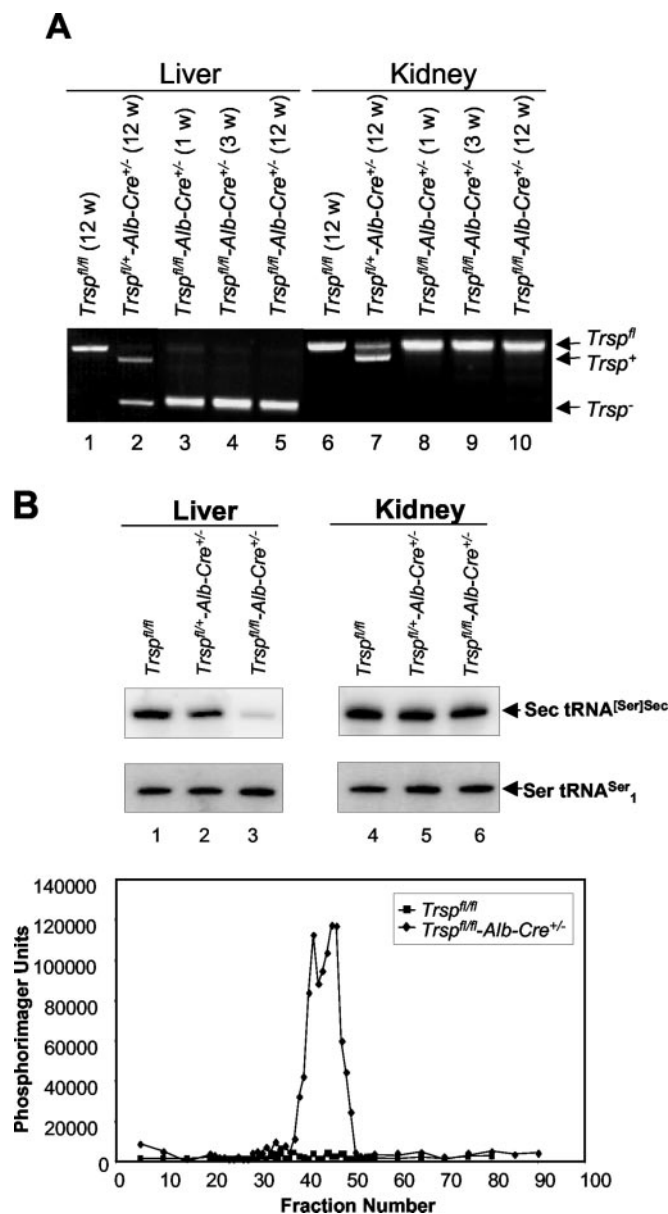 A
Liver Kidney
Trsp^fl/fl (12 w)
Trsp^fl/+-Alb-Cre^+/- (12 w)
Trsp^fl/fl-Alb-Cre^+/- (1 w)
Trsp^fl/fl-Alb-Cre^+/- (3 w)
Trsp^fl/fl-Alb-Cre^+/- (12 w)
Trsp^fl/fl (12 w)
Trsp^fl/+-Alb-Cre^+/- (12 w)
Trsp^fl/fl-Alb-Cre^+/- (1 w)
Trsp^fl/fl-Alb-Cre^+/- (3 w)
Trsp^fl/fl-Alb-Cre^+/- (12 w)
Trsp^fl
Trsp^+
Trsp^-
1 2 3 4 5 6 7 8 9 10
B
Liver Kidney
Trsp^fl/fl
Trsp^fl/+-Alb-Cre^+/-
Trsp^fl/fl-Alb-Cre^+/-
Trsp^fl/fl
Trsp^fl/+-Alb-Cre^+/-
Trsp^fl/fl-Alb-Cre^+/-
Sec tRNA^[Ser]Sec
Ser tRNA^Ser_1
1 2 3 4 5 6
Phosphorimager Units
140000
120000
100000
80000
60000
40000
20000
0
Trsp^fl/fl
Trsp^fl/fl-Alb-Cre^+/-
0 10 20 30 40 50 60 70 80 90 100
Fraction Number